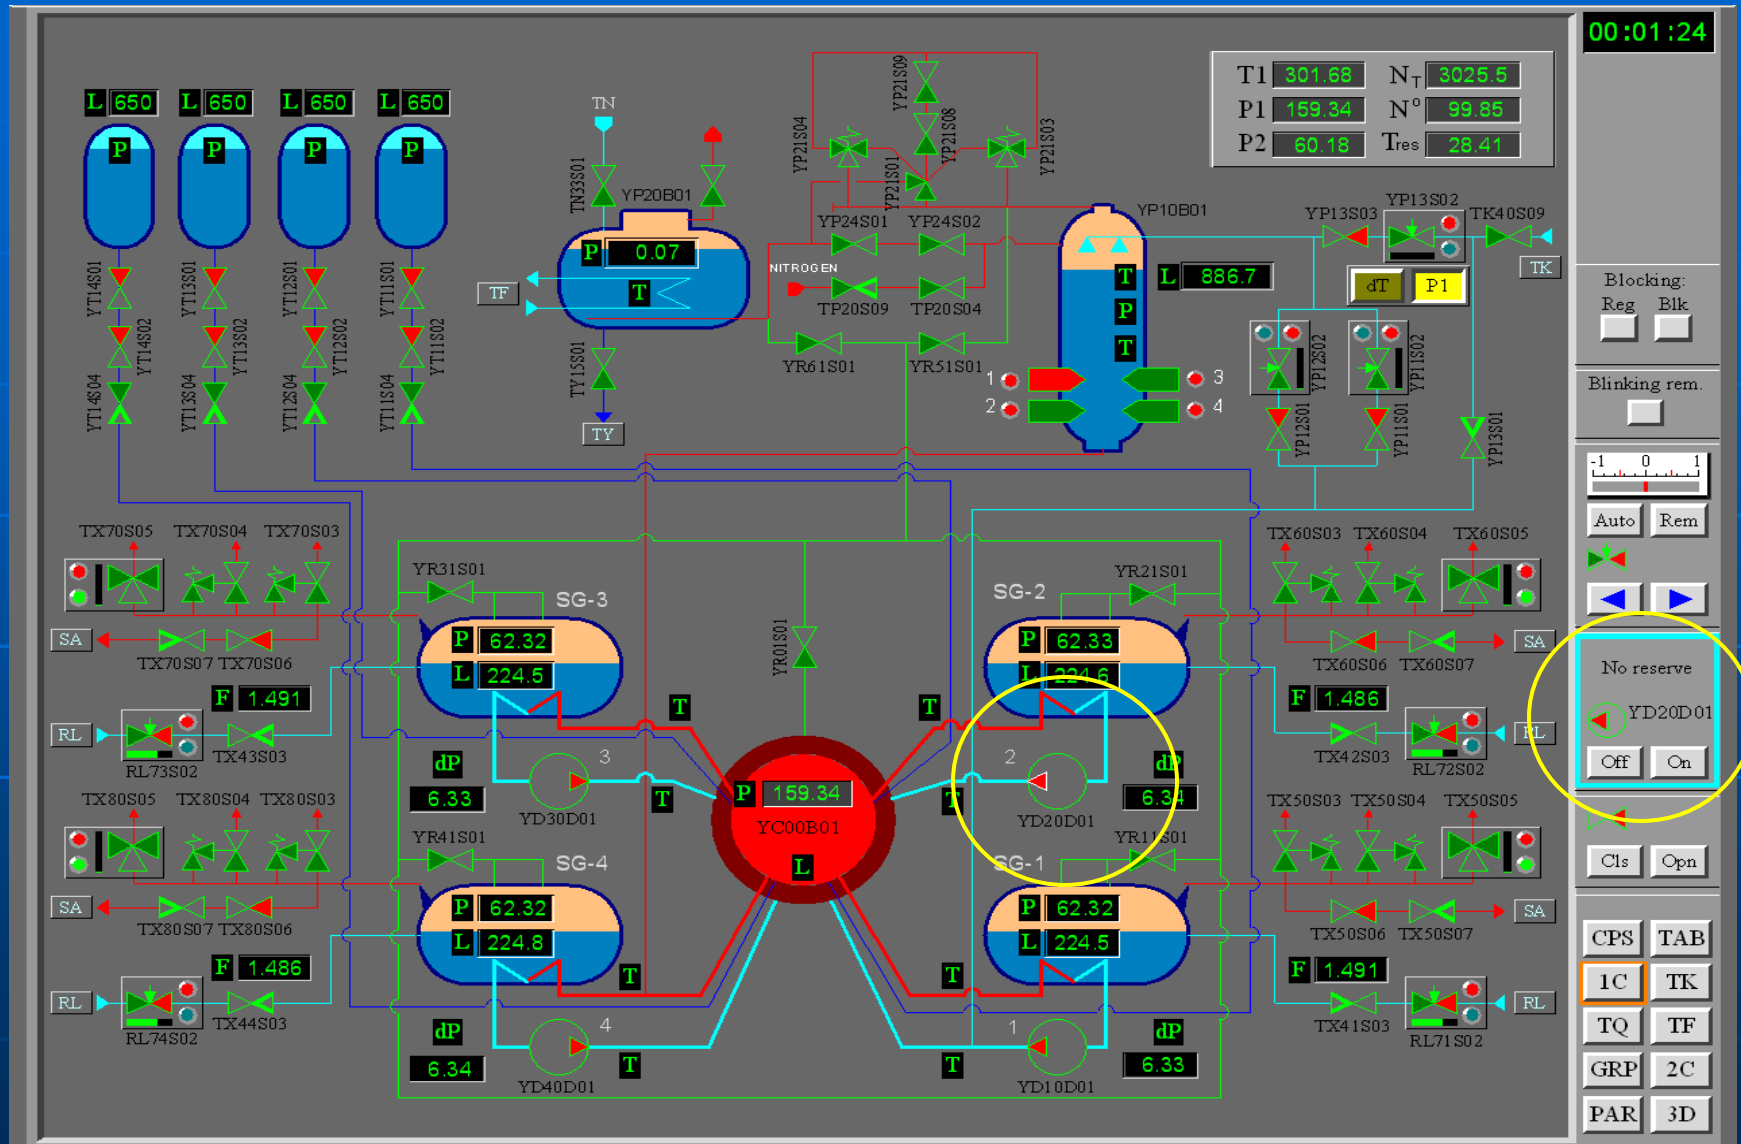 00:01:24
T1 301.68 NT 3025.5
P1 159.34 N° 99.85
P2 60.18 Tres 28.41
L 650 L 650 L 650 L 650
P P P P
TN
TN33S01
YP20B01
P 0.07
T
TF
TY15S01
TY
YP21S09
YP21S04
YP21S08
YP21S03
YP21S01
YP24S01 YP24S02
NITROGEN
TP20S09 TP20S04
YR61S01 YR51S01
YP10B01
T L 886.7
P
T
1 3
2 4
YP13S03 YP13S02 TK40S09
TK
dT P1
YP12S02 YP11S02
YP12S01 YP11S01 YP13S01
YT14S01 YT13S01 YT12S01 YT11S01
YT14S02 YT13S02 YT12S02 YT11S02
YT14S04 YT13S04 YT12S04 YT11S04
TX70S05 TX70S04 TX70S03
SA
TX70S07 TX70S06
F 1.491
RL
RL73S02 TX43S03
YR31S01
SG-3
P 62.32
L 224.5
dP
6.33
3
YD30D01
T
T
YR01S01
P 159.34
YC00B01
L
SG-2
YR21S01
P 62.33
L 224.6
T
2
YD20D01
T
dP
6.34
TX60S03 TX60S04 TX60S05
SA
TX60S06 TX60S07
F 1.486
RL
TX42S03 RL72S02
TX80S05 TX80S04 TX80S03
SA
TX80S07 TX80S06
F 1.486
RL
RL74S02 TX44S03
YR41S01
SG-4
P 62.32
L 224.8
T
dP
6.34
4
YD40D01
T
SG-1
YR11S01
P 62.32
L 224.5
T
1
YD10D01
T
dP
6.33
TX50S03 TX50S04 TX50S05
SA
TX50S06 TX50S07
F 1.491
RL
TX41S03 RL71S02
Blocking:
Reg Blk
Blinking rem.
-1 0 1
Auto Rem
No reserve
YD20D01
Off On
Cls Opn
CPS TAB
1C TK
TQ TF
GRP 2C
PAR 3D